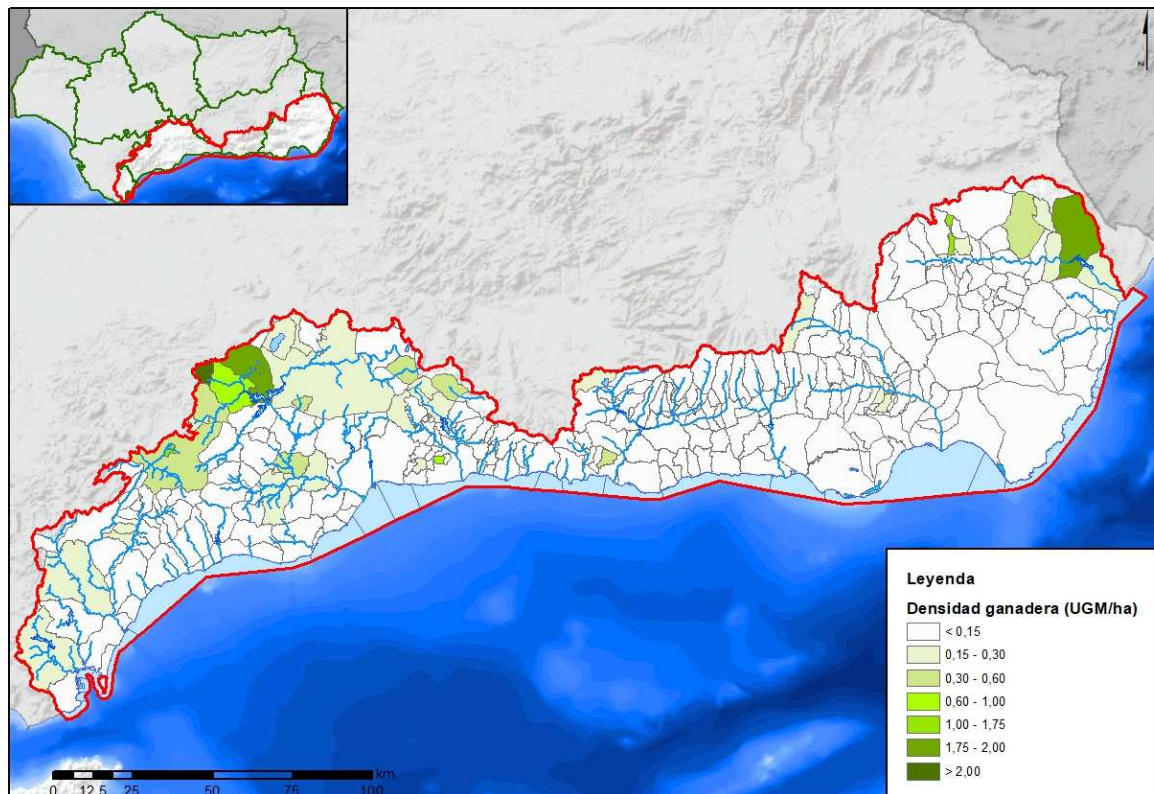 N
Leyenda
Densidad ganadera (UGM/ha)
< 0,15
0,15 - 0,30
0,30 - 0,60
0,60 - 1,00
1,00 - 1,75
1,75 - 2,00
> 2,00
km
0 12,5 25 50 75 100